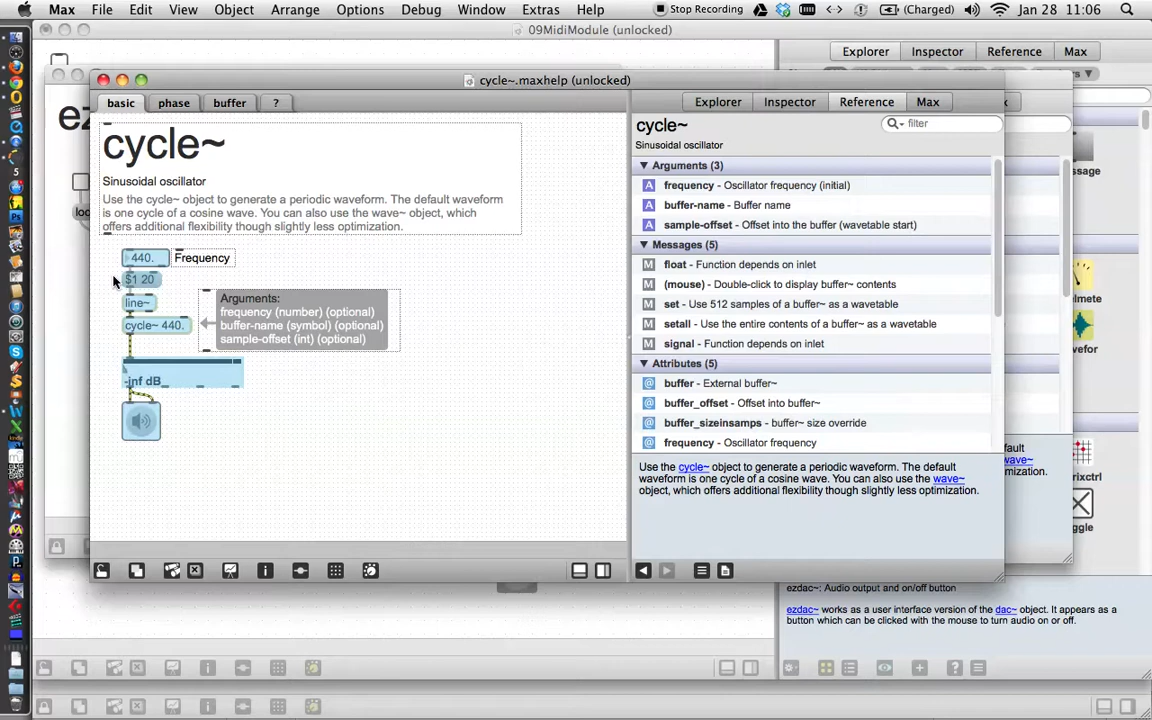 Max File Edit View Object Arrange Options Debug Window Extras Help Stop Recording (Charged) Jan 28 11:06
09MidiModule (unlocked)
Explorer Inspector Reference Max
cycle~.maxhelp (unlocked)
basic phase buffer ?
Explorer Inspector Reference Max
ez
cycle~
Sinusoidal oscillator
Use the cycle~ object to generate a periodic waveform. The default waveform
is one cycle of a cosine wave. You can also use the wave~ object, which
offers additional flexibility though slightly less optimization.
440. Frequency
$1 20
line~
cycle~ 440.
Arguments:
frequency (number) (optional)
buffer-name (symbol) (optional)
sample-offset (int) (optional)
-inf dB
cycle~
filter
Sinusoidal oscillator
Arguments (3)
frequency - Oscillator frequency (initial)
buffer-name - Buffer name
sample-offset - Offset into the buffer (wavetable start)
Messages (5)
float - Function depends on inlet
(mouse) - Double-click to display buffer~ contents
set - Use 512 samples of a buffer~ as a wavetable
setall - Use the entire contents of a buffer~ as a wavetable
signal - Function depends on inlet
Attributes (5)
buffer - External buffer~
buffer_offset - Offset into buffer~
buffer_sizeinsamps - buffer~ size override
frequency - Oscillator frequency
Use the cycle~ object to generate a periodic waveform. The default
waveform is one cycle of a cosine wave. You can also use the wave~
object, which offers additional flexibility though slightly less optimization.
ezdac~: Audio output and on/off button
ezdac~ works as a user interface version of the dac~ object. It appears as a
button which can be clicked with the mouse to turn audio on or off.